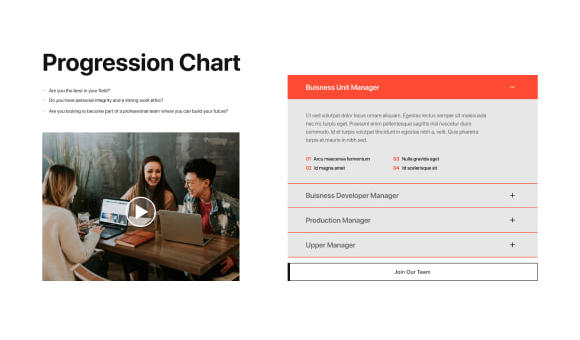 Progression Chart
— Are you the best in your field?
— Do you have personal integrity and a strong work ethic?
— Are you looking to become part of a professional team where you can build your future?
Buisness Unit Manager −
Ut sed volutpat dolor locus ornare aliquam. Egestas lectus semper sit malesuada
nec mi, turpis eget. Praesent enim pellentesque sagittis nisl nascetur diam
commodo. Id et turpis volutpat tincidunt in egestas nibh a, velit. Quis pharetra
turpis et mauris in nibh sed.
01 Arcu maecenas fermentum 03 Nulla gravida eget
02 Id magna amet 04 Id scelerisque sit
Buisness Developer Manager +
Production Manager +
Upper Manager +
Join Our Team